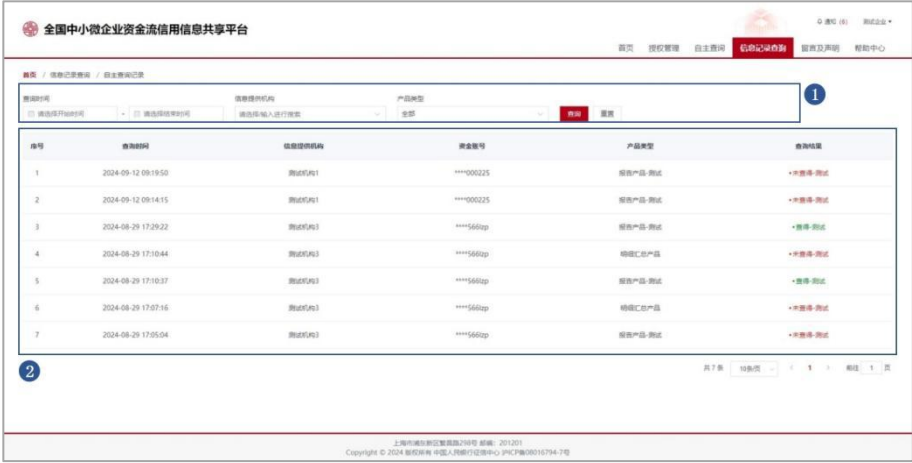 全国中小微企业资金流信用信息共享平台
通知 (6) 测试企业
首页 授权管理 自主查询 信息记录查询 留言及声明 帮助中心
首页 / 信息记录查询 / 自主查询记录
1
查询时间 信息提供机构 产品类型
请选择开始时间 - 请选择结束时间 请选择/输入进行搜索 全部 查询 重置
序号 查询时间 信息提供机构 资金账号 产品类型 查询结果
1 2024-09-12 09:19:50 测试机构1 ****000225 报告产品-测试 •未查得-测试
2 2024-09-12 09:14:15 测试机构1 ****000225 报告产品-测试 •未查得-测试
3 2024-08-29 17:29:22 测试机构3 ****566lzp 报告产品-测试 •查得-测试
4 2024-08-29 17:10:44 测试机构3 ****566lzp 明细汇总产品 •未查得-测试
5 2024-08-29 17:10:37 测试机构3 ****566lzp 报告产品-测试 •查得-测试
6 2024-08-29 17:07:16 测试机构3 ****566lzp 明细汇总产品 •未查得-测试
7 2024-08-29 17:05:04 测试机构3 ****566lzp 报告产品-测试 •未查得-测试
2
共 7 条 10条/页 < 1 > 前往 1 页
上海市浦东新区繁昌路298号 邮编：201201
Copyright © 2024 版权所有 中国人民银行征信中心 沪ICP备08016794-7号